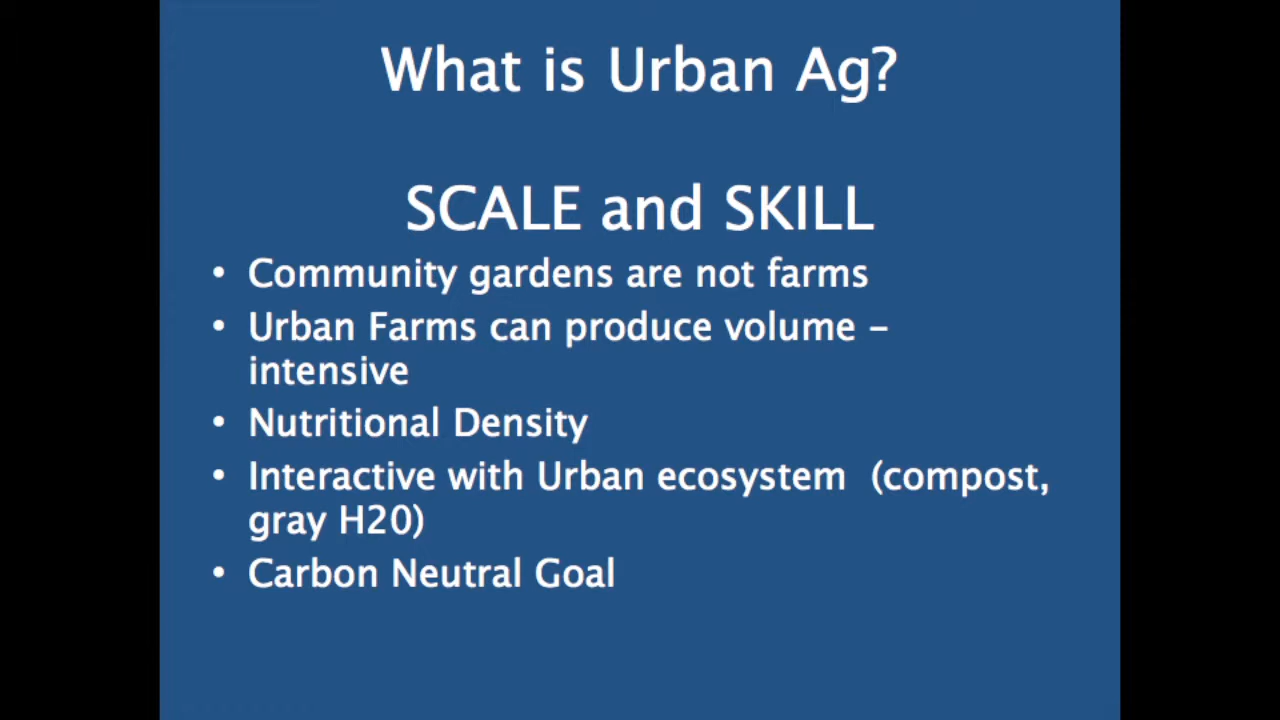 What is Urban Ag?
SCALE and SKILL
• Community gardens are not farms
• Urban Farms can produce volume –
intensive
• Nutritional Density
• Interactive with Urban ecosystem (compost,
gray H20)
• Carbon Neutral Goal